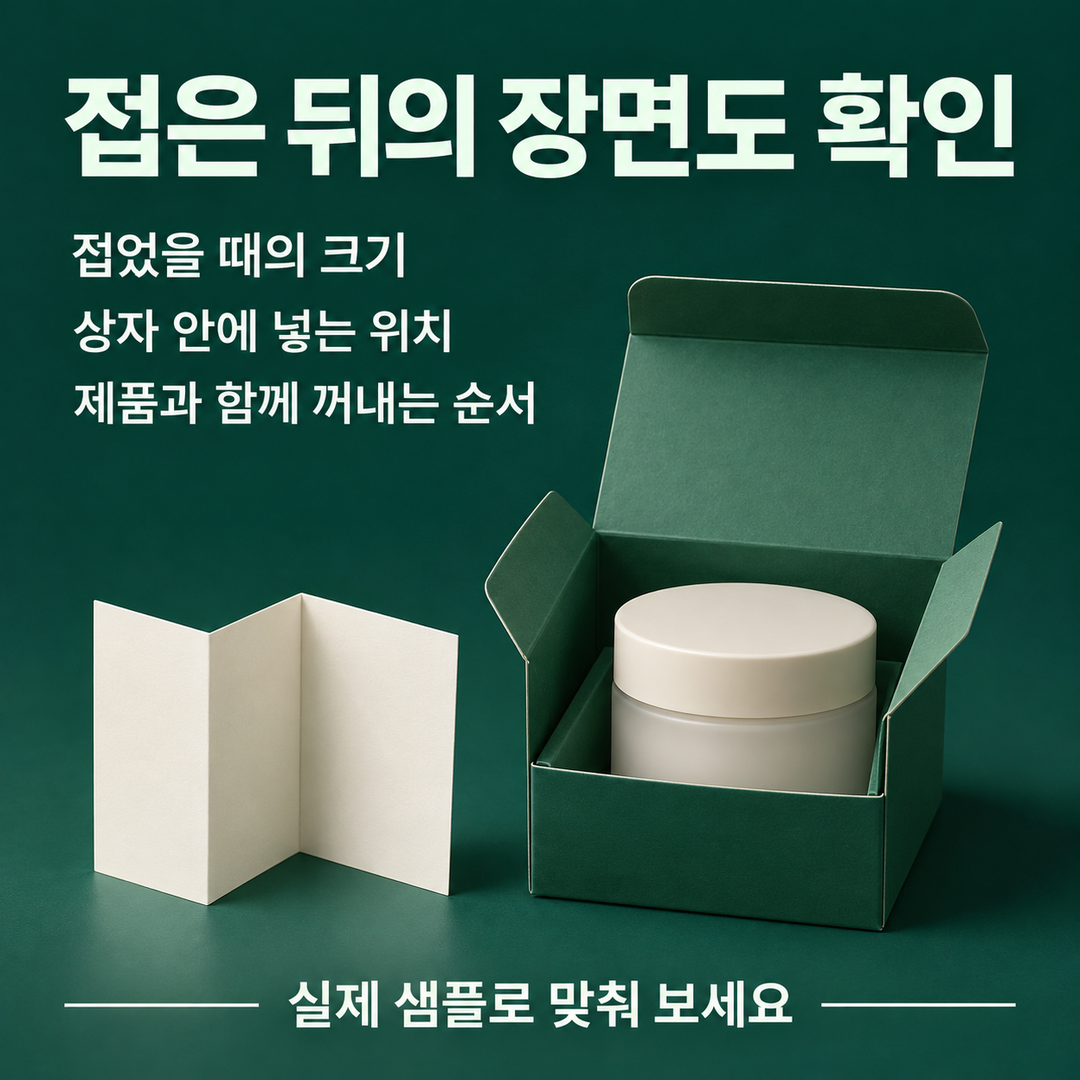 접은 뒤의 장면도 확인
접었을 때의 크기
상자 안에 넣는 위치
제품과 함께 꺼내는 순서
실제 샘플로 맞춰 보세요